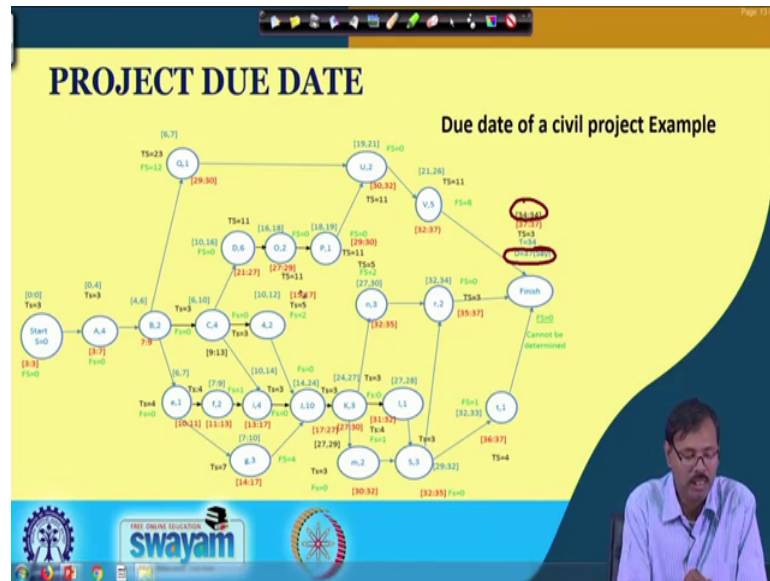 Page 13
PROJECT DUE DATE
Due date of a civil project Example
[6,7]
TS=23
FS=12
Q,1
[29:30]
[19,21]
FS=0
U,2
[30,32]
TS=11
[21,26]
TS=11
V,5
FS=8
[32:37]
[34:34]
[37:37]
TS=3
T=34
D=37(Say)
Finish
FS=0
Cannot be
determined
TS=11
[10,16]
FS=0
D,6
[21:27]
[16,18]
FS=0
O,2
[27:29]
TS=11
[18,19]
P,1
FS=0
[29:30]
TS=11
TS=5
FS=2
[0:0]
Ts=3
Start
S=0
[3:3]
FS=0
[0,4]
Ts=3
A,4
[3:7]
Fs=0
[4,6]
B,2
7:9
Ts=3
Fs=0
[6,10]
C,4
[9:13]
Fs=0
Ts=3
[10,12]
4,2
Ts=5
Fs=2
[27,30]
n,3
[32:35]
[32,34]
r,2
FS=0
TS=3
[35:37]
[6,7]
Ts=4
Fs=0
e,1
[10:11]
Ts:4
[7,9]
f,2
[11:13]
Fs=1
[10,14]
i,4
[13:17]
Ts=3
Fs=0
Fs=0
[14,24]
J,10
[17:27]
Ts=3
[24,27]
K,3
[27:30]
Ts=3
Fs:0
[27,28]
l,1
[31:32]
Ts:4
Fs=1
[7:10]
g,3
Ts=7
[14:17]
FS=4
[27,29]
m,2
Ts=3
Fs=0
[30:32]
Ts=3
S,3
[29:32]
[32:35]
Fs=0
FS=1
[32,33]
t,1
[36:37]
TS=4
FREE ONLINE EDUCATION
swayam